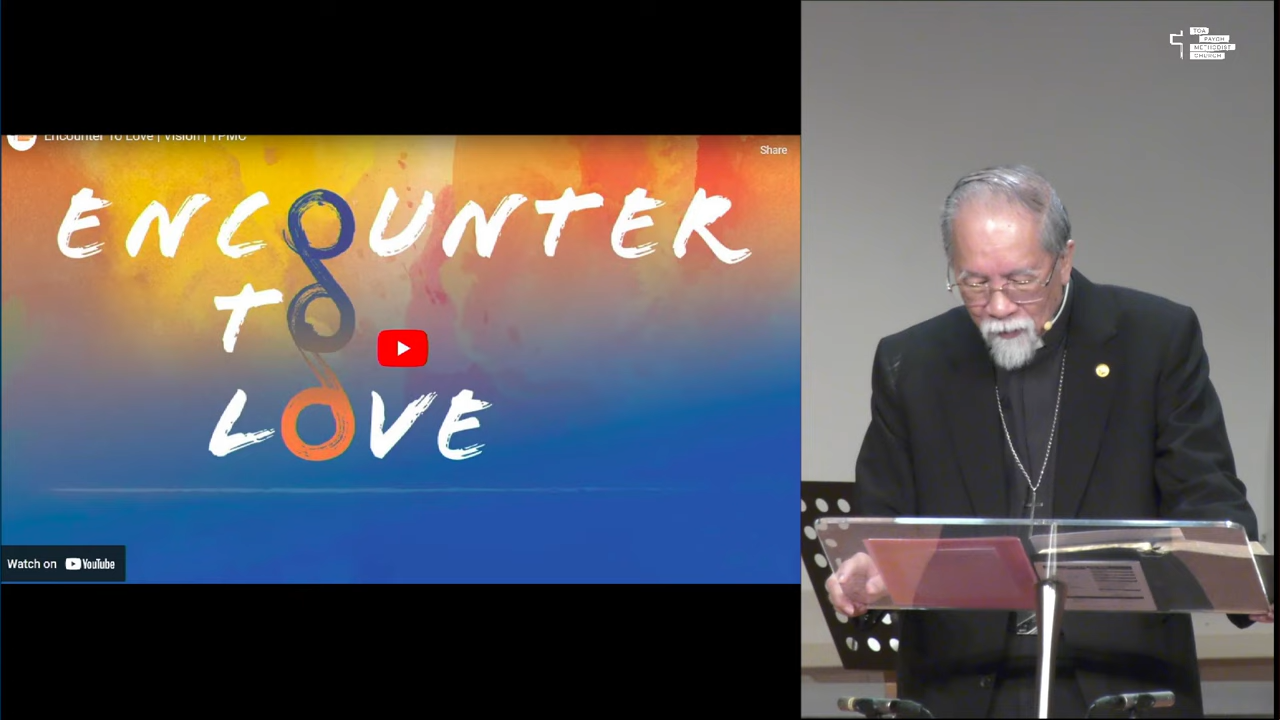 Encounter To Love | Vision | TPMC
Share
ENCOUNTER
TO
LOVE
Watch on YouTube
TOA
PAYOH
METHODIST
CHURCH